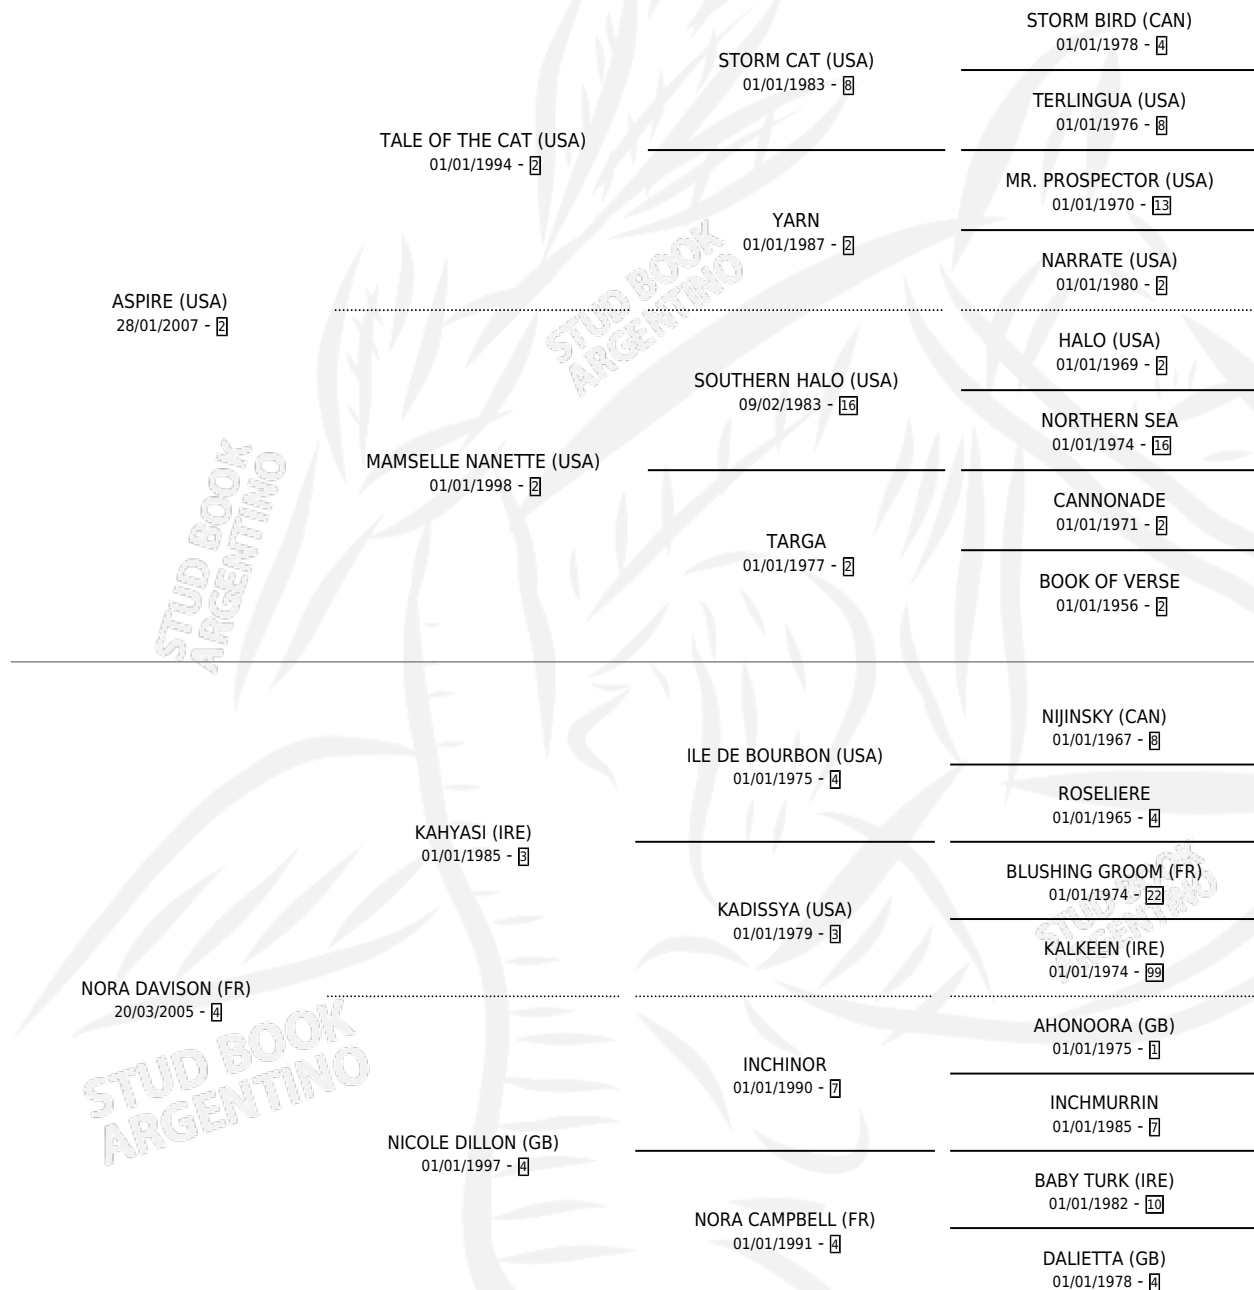 STORM BIRD (CAN)
01/01/1978 - 4
STORM CAT (USA)
01/01/1983 - 8
TERLINGUA (USA)
01/01/1976 - 8
TALE OF THE CAT (USA)
01/01/1994 - 2
MR. PROSPECTOR (USA)
01/01/1970 - 13
YARN
01/01/1987 - 2
NARRATE (USA)
01/01/1980 - 2
ASPIRE (USA)
28/01/2007 - 2
HALO (USA)
01/01/1969 - 2
SOUTHERN HALO (USA)
09/02/1983 - 16
NORTHERN SEA
01/01/1974 - 16
MAMSELLE NANETTE (USA)
01/01/1998 - 2
CANNONADE
01/01/1971 - 2
TARGA
01/01/1977 - 2
BOOK OF VERSE
01/01/1956 - 2
NIJINSKY (CAN)
01/01/1967 - 8
ILE DE BOURBON (USA)
01/01/1975 - 4
ROSELIERE
01/01/1965 - 4
KAHYASI (IRE)
01/01/1985 - 3
BLUSHING GROOM (FR)
01/01/1974 - 22
KADISSYA (USA)
01/01/1979 - 3
KALKEEN (IRE)
01/01/1974 - 99
NORA DAVISON (FR)
20/03/2005 - 4
AHONOORA (GB)
01/01/1975 - 1
INCHINOR
01/01/1990 - 7
INCHMURRIN
01/01/1985 - 7
NICOLE DILLON (GB)
01/01/1997 - 4
BABY TURK (IRE)
01/01/1982 - 10
NORA CAMPBELL (FR)
01/01/1991 - 4
DALIETTA (GB)
01/01/1978 - 4
STUD BOOK
ARGENTINO
STUD BOOK
ARGENTINO
STUD BOOK
ARGENTINO
STUD BOOK
ARGENTINO